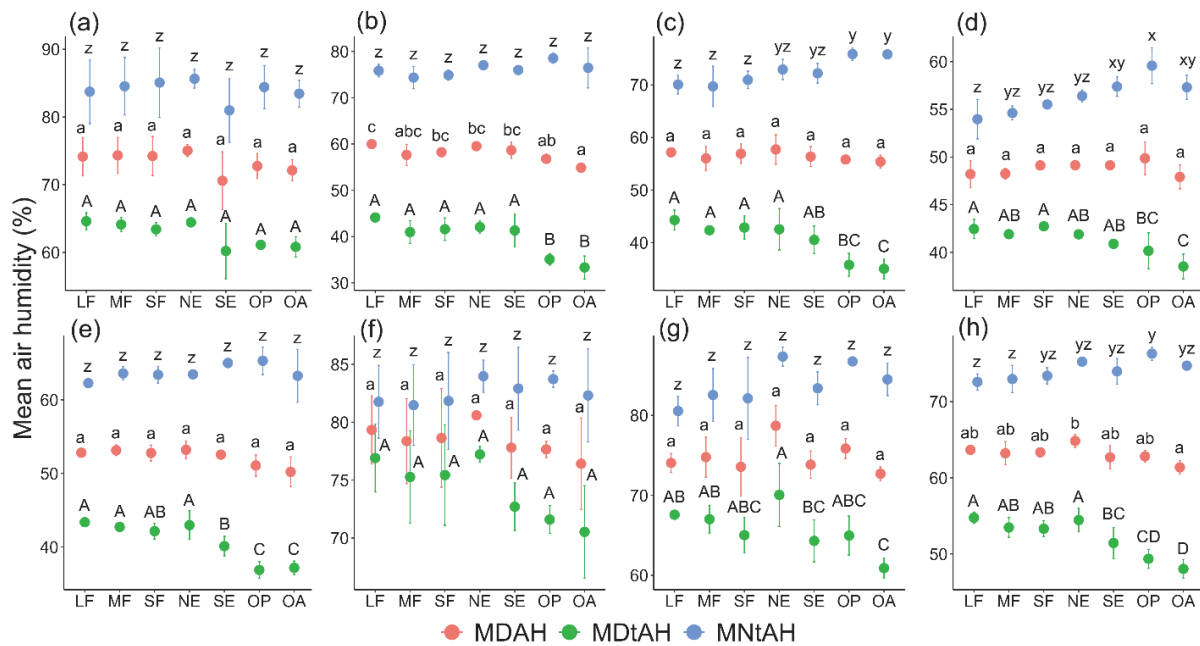 Mean air humidity (%)
(a)
z z z z z z z
a a a a a a a
A A A A A A A
90
80
70
60
LF MF SF NE SE OP OA
(b)
z z z z z z z
c abc bc bc bc ab a
A A A A A B B
80
70
60
50
40
30
LF MF SF NE SE OP OA
(c)
z z z yz yz y y
a a a a a a a
A A A A AB BC C
70
60
50
40
LF MF SF NE SE OP OA
(d)
z yz yz yz xy x xy
a a a a a a a
A AB A AB AB BC C
60
55
50
45
40
LF MF SF NE SE OP OA
(e)
z z z z z z z
a a a a a a a
A A AB A B C C
60
50
40
LF MF SF NE SE OP OA
(f)
z z z z z z z
a a a a a a a
A A A A A A A
85
80
75
70
LF MF SF NE SE OP OA
(g)
z z z z z z z
a a a a a a a
AB AB ABC A BC ABC C
80
70
60
LF MF SF NE SE OP OA
(h)
z z yz yz yz y yz
ab ab ab b ab ab a
A AB AB A BC CD D
70
60
50
LF MF SF NE SE OP OA
MDAH MDtAH MNtAH